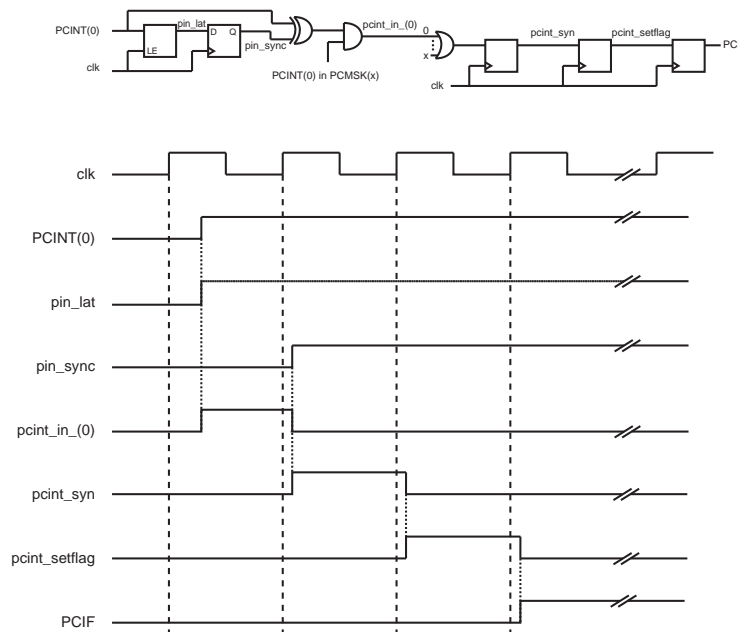 PCINT(0)
pin_lat
D Q
LE
clk
pin_sync
PCINT(0) in PCMSK(x)
pcint_in_(0)
0
x
clk
pcint_syn
pcint_setflag
PC
clk
PCINT(0)
pin_lat
pin_sync
pcint_in_(0)
pcint_syn
pcint_setflag
PCIF